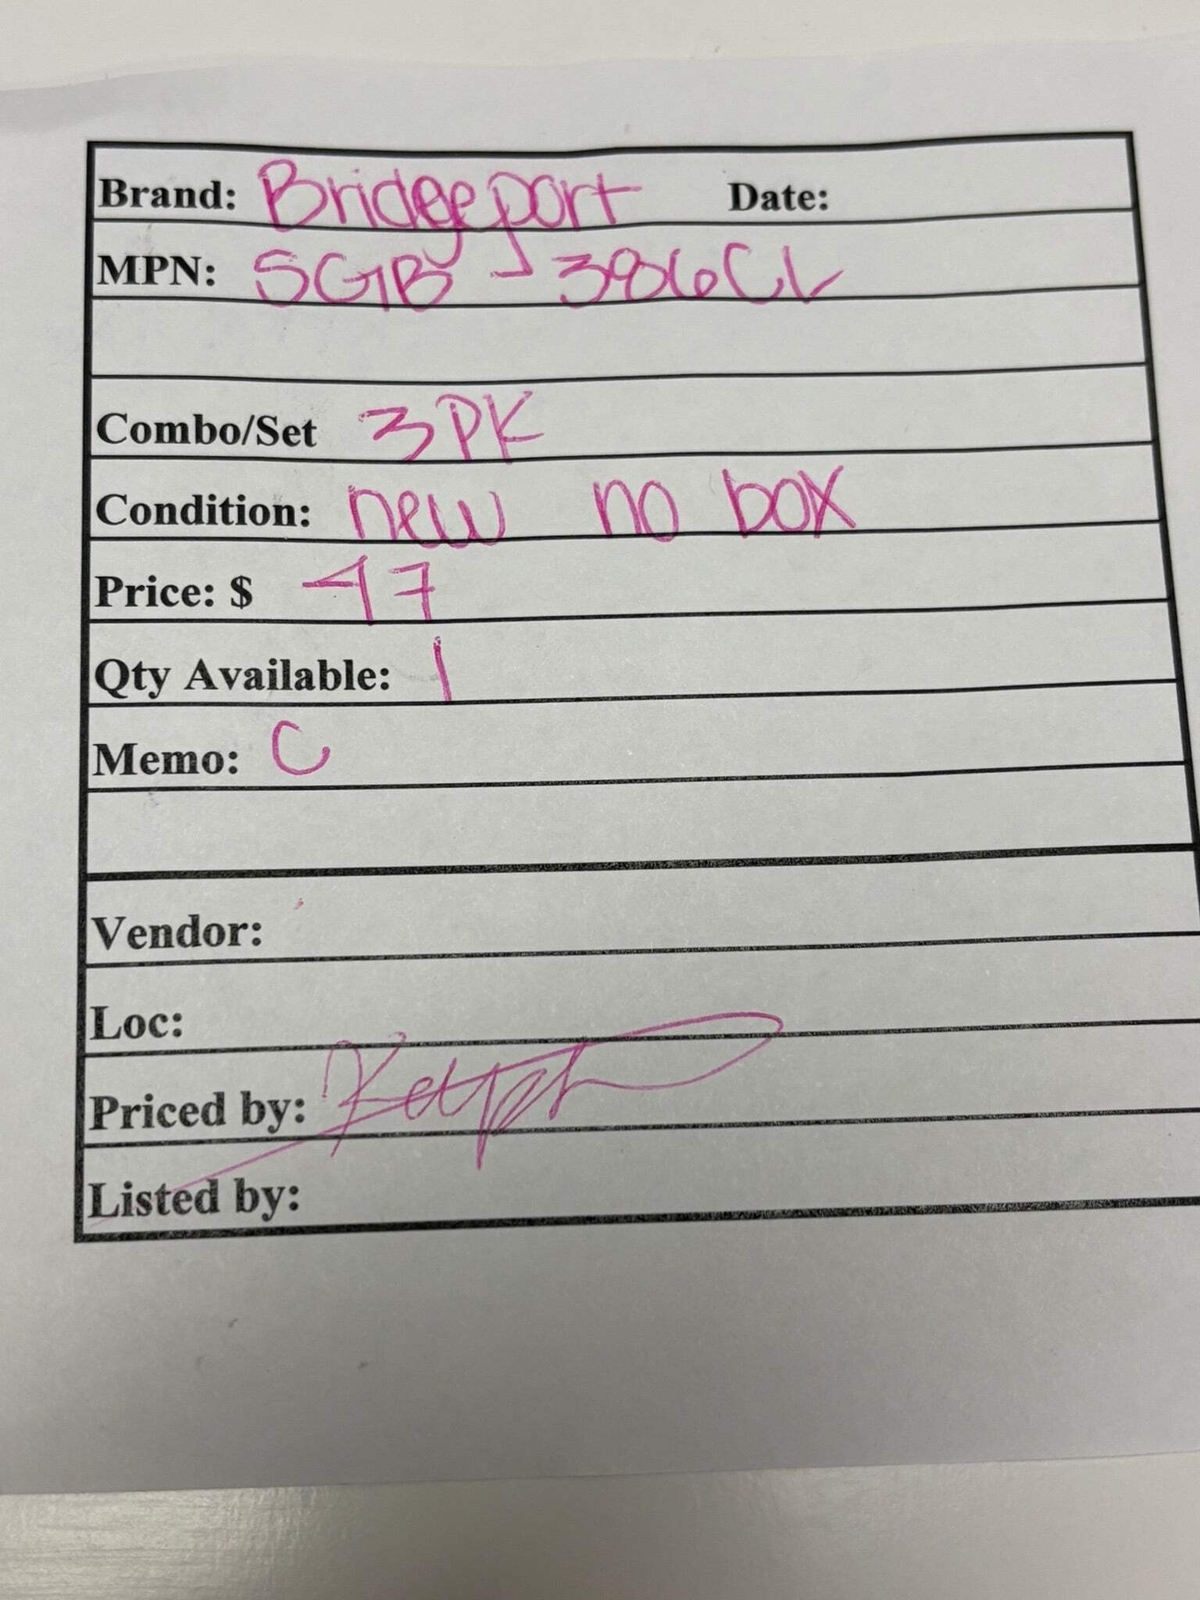 Brand: Bridgeport Date:
MPN: SGB - 386CL
Combo/Set 3PK
Condition: new no box
Price: $ 47
Qty Available: 1
Memo: C
Vendor:
Loc:
Priced by:
Listed by: